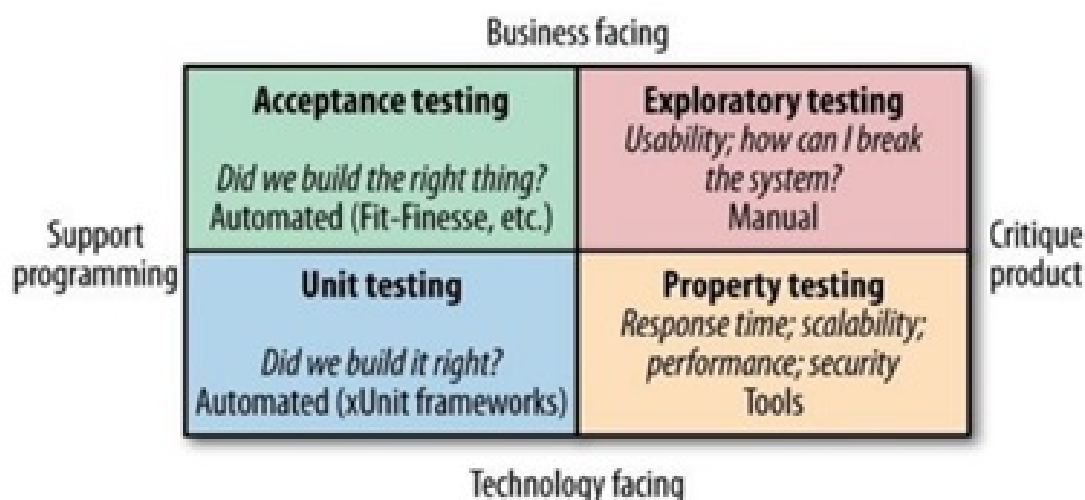 Business facing
Acceptance testing
Did we build the right thing?
Automated (Fit-Finesse, etc.)
Exploratory testing
Usability; how can I break
the system?
Manual
Support
programming
Critique
product
Unit testing
Did we build it right?
Automated (xUnit frameworks)
Property testing
Response time; scalability;
performance; security
Tools
Technology facing